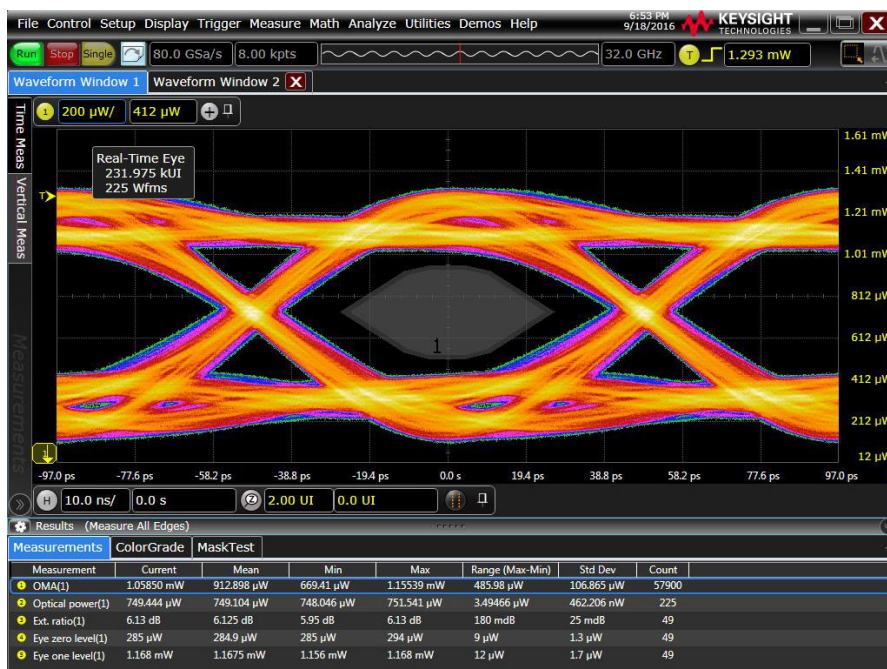 File Control Setup Display Trigger Measure Math Analyze Utilities Demos Help
6:53 PM
9/18/2016
KEYSIGHT
TECHNOLOGIES
Run Stop Single 80.0 GSa/s 8.00 kpts 32.0 GHz T 1.293 mW
Waveform Window 1 Waveform Window 2 X
Time Meas
Vertical Meas
Measurements
1 200 µW/ 412 µW +
Real-Time Eye
231.975 kUI
225 Wfms
T
1
1
1.61 mW
1.41 mW
1.21 mW
1.01 mW
812 µW
612 µW
412 µW
212 µW
12 µW
-97.0 ps -77.6 ps -58.2 ps -38.8 ps -19.4 ps 0.0 s 19.4 ps 38.8 ps 58.2 ps 77.6 ps 97.0 ps
H 10.0 ns/ 0.0 s 2.00 UI 0.0 UI
Results (Measure All Edges)
Measurements ColorGrade MaskTest
Measurement Current Mean Min Max Range (Max-Min) Std Dev Count
1 OMA(1) 1.05850 mW 912.898 µW 669.41 µW 1.15539 mW 485.98 µW 106.865 µW 57900
2 Optical power(1) 749.444 µW 749.104 µW 748.046 µW 751.541 µW 3.49466 µW 462.206 nW 225
3 Ext. ratio(1) 6.13 dB 6.125 dB 5.95 dB 6.13 dB 180 mdB 25 mdB 49
4 Eye zero level(1) 285 µW 284.9 µW 285 µW 294 µW 9 µW 1.3 µW 49
5 Eye one level(1) 1.168 mW 1.1675 mW 1.156 mW 1.168 mW 12 µW 1.7 µW 49